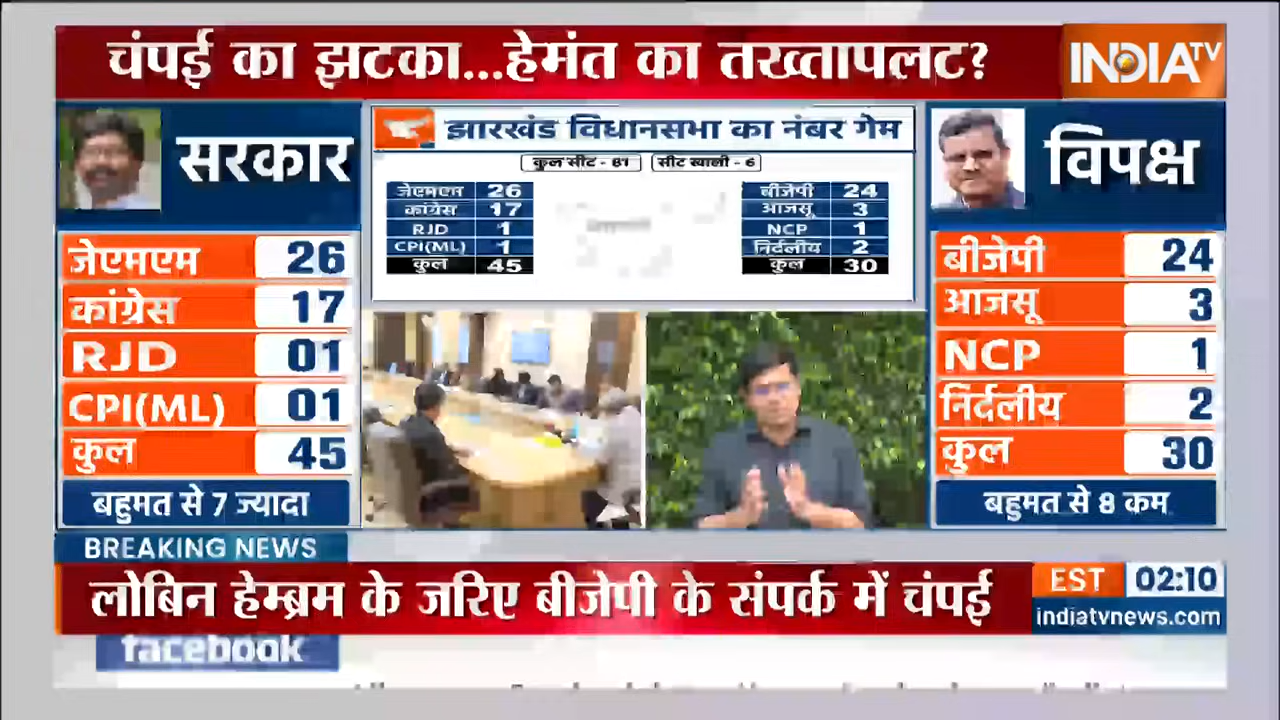 चंपई का झटका...हेमंत का तख्तापलट?
INDIA TV
सरकार
जेएमएम 26
कांग्रेस 17
RJD 01
CPI(ML) 01
कुल 45
बहुमत से 7 ज्यादा
झारखंड विधानसभा का नंबर गेम
कुल सीट - 81 सीट खाली - 6
जेएमएम 26 बीजेपी 24
कांग्रेस 17 आजसू 3
RJD 1 NCP 1
CPI(ML) 1 निर्दलीय 2
कुल 45 कुल 30
विपक्ष
बीजेपी 24
आजसू 3
NCP 1
निर्दलीय 2
कुल 30
बहुमत से 8 कम
BREAKING NEWS
लोबिन हेम्ब्रम के जरिए बीजेपी के संपर्क में चंपई
EST 02:10
indiatvnews.com
facebook